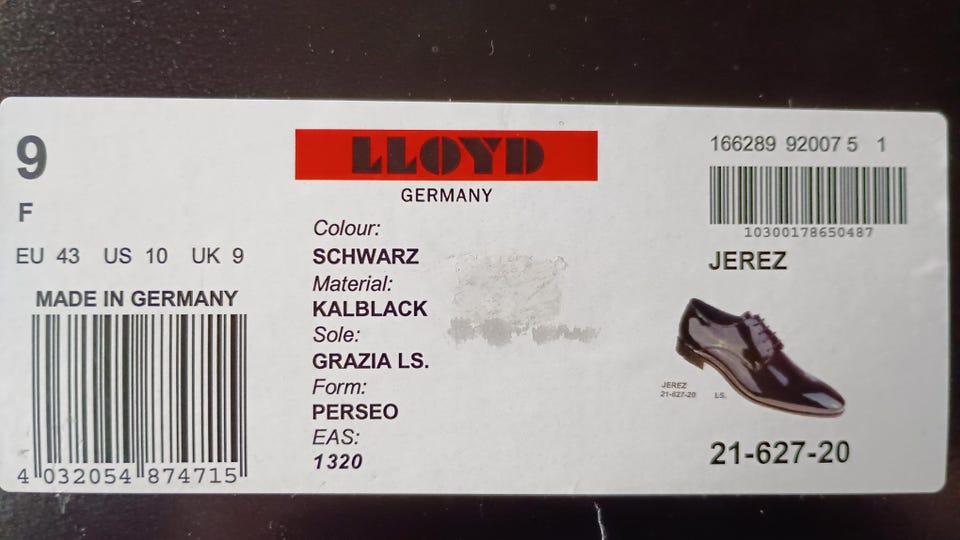 9
F
EU 43 US 10 UK 9
MADE IN GERMANY
4 032054 874715
LLOYD
GERMANY
Colour:
SCHWARZ
Material:
KALBLACK
Sole:
GRAZIA LS.
Form:
PERSEO
EAS:
1320
166289 92007 5 1
10300178650487
JEREZ
JEREZ
21-627-20 LS.
21-627-20